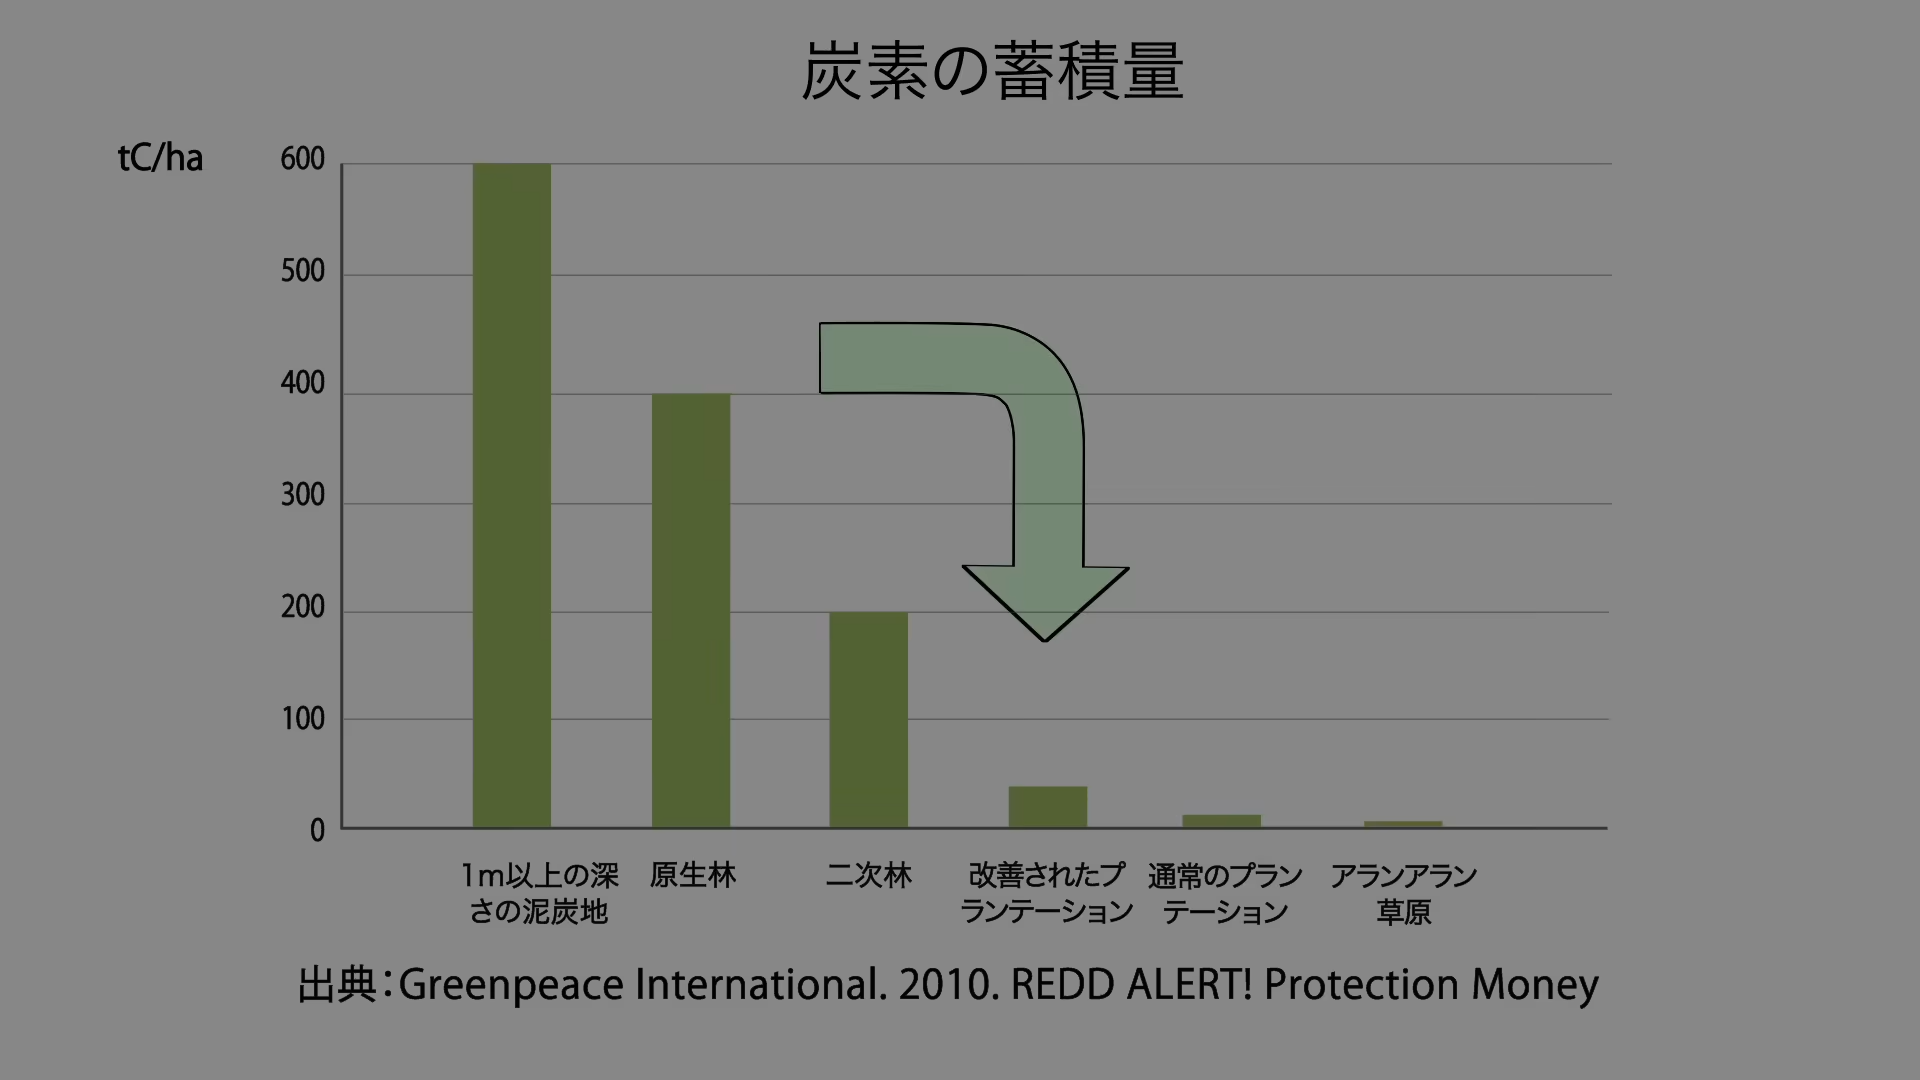 炭素の蓄積量
tC/ha
600
500
400
300
200
100
0
1m以上の深
さの泥炭地
原生林
二次林
改善されたプ
ランテーション
通常のプラン
テーション
アランアラン
草原
出典：Greenpeace International. 2010. REDD ALERT! Protection Money